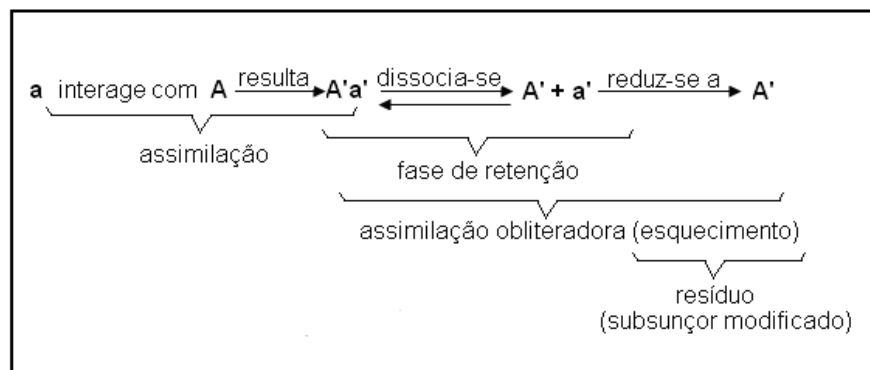 a interage com A resulta A'a' dissocia-se A' + a' reduz-se a A'
assimilação
fase de retenção
assimilação obliteradora (esquecimento)
resíduo
(subsunçor modificado)